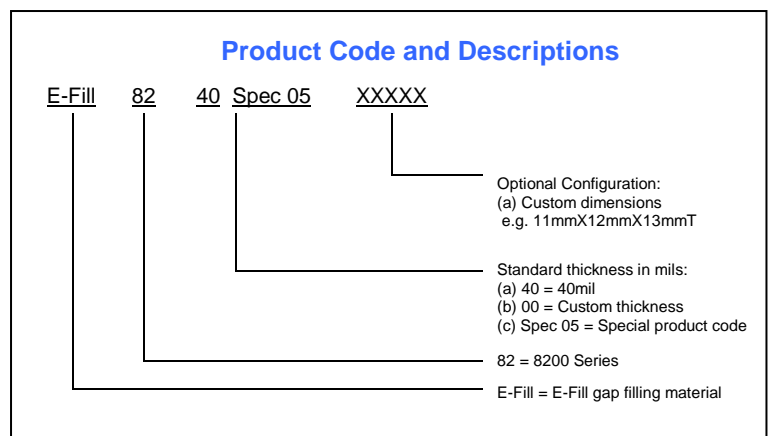 Product Code and Descriptions
E-Fill 82 40 Spec 05 XXXXX
Optional Configuration:
(a) Custom dimensions
e.g. 11mmX12mmX13mmT
Standard thickness in mils:
(a) 40 = 40mil
(b) 00 = Custom thickness
(c) Spec 05 = Special product code
82 = 8200 Series
E-Fill = E-Fill gap filling material